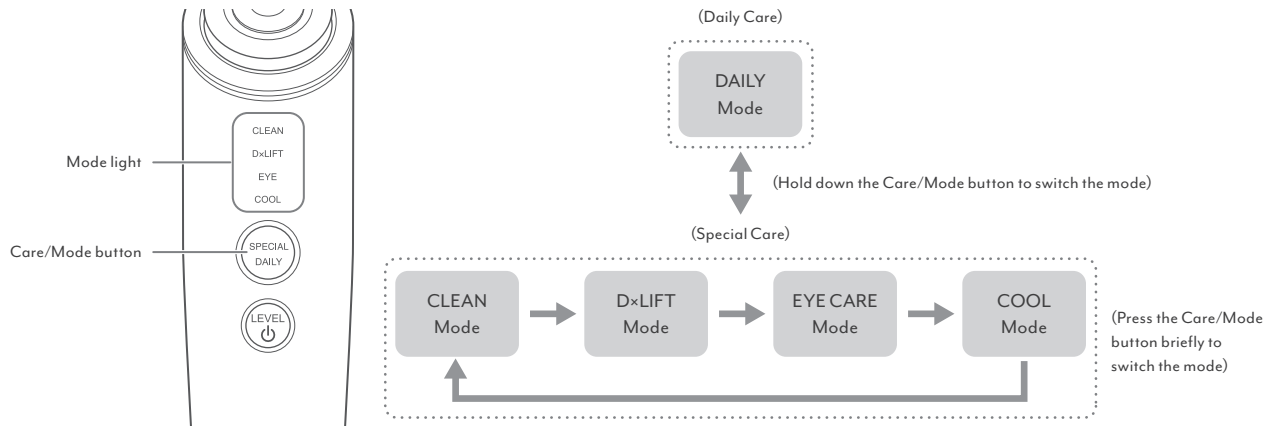 CLEAN
D×LIFT
EYE
COOL
Mode light
Care/Mode button
SPECIAL
DAILY
LEVEL
(Daily Care)
DAILY
Mode
(Hold down the Care/Mode button to switch the mode)
(Special Care)
CLEAN
Mode
D×LIFT
Mode
EYE CARE
Mode
COOL
Mode
(Press the Care/Mode
button briefly to
switch the mode)